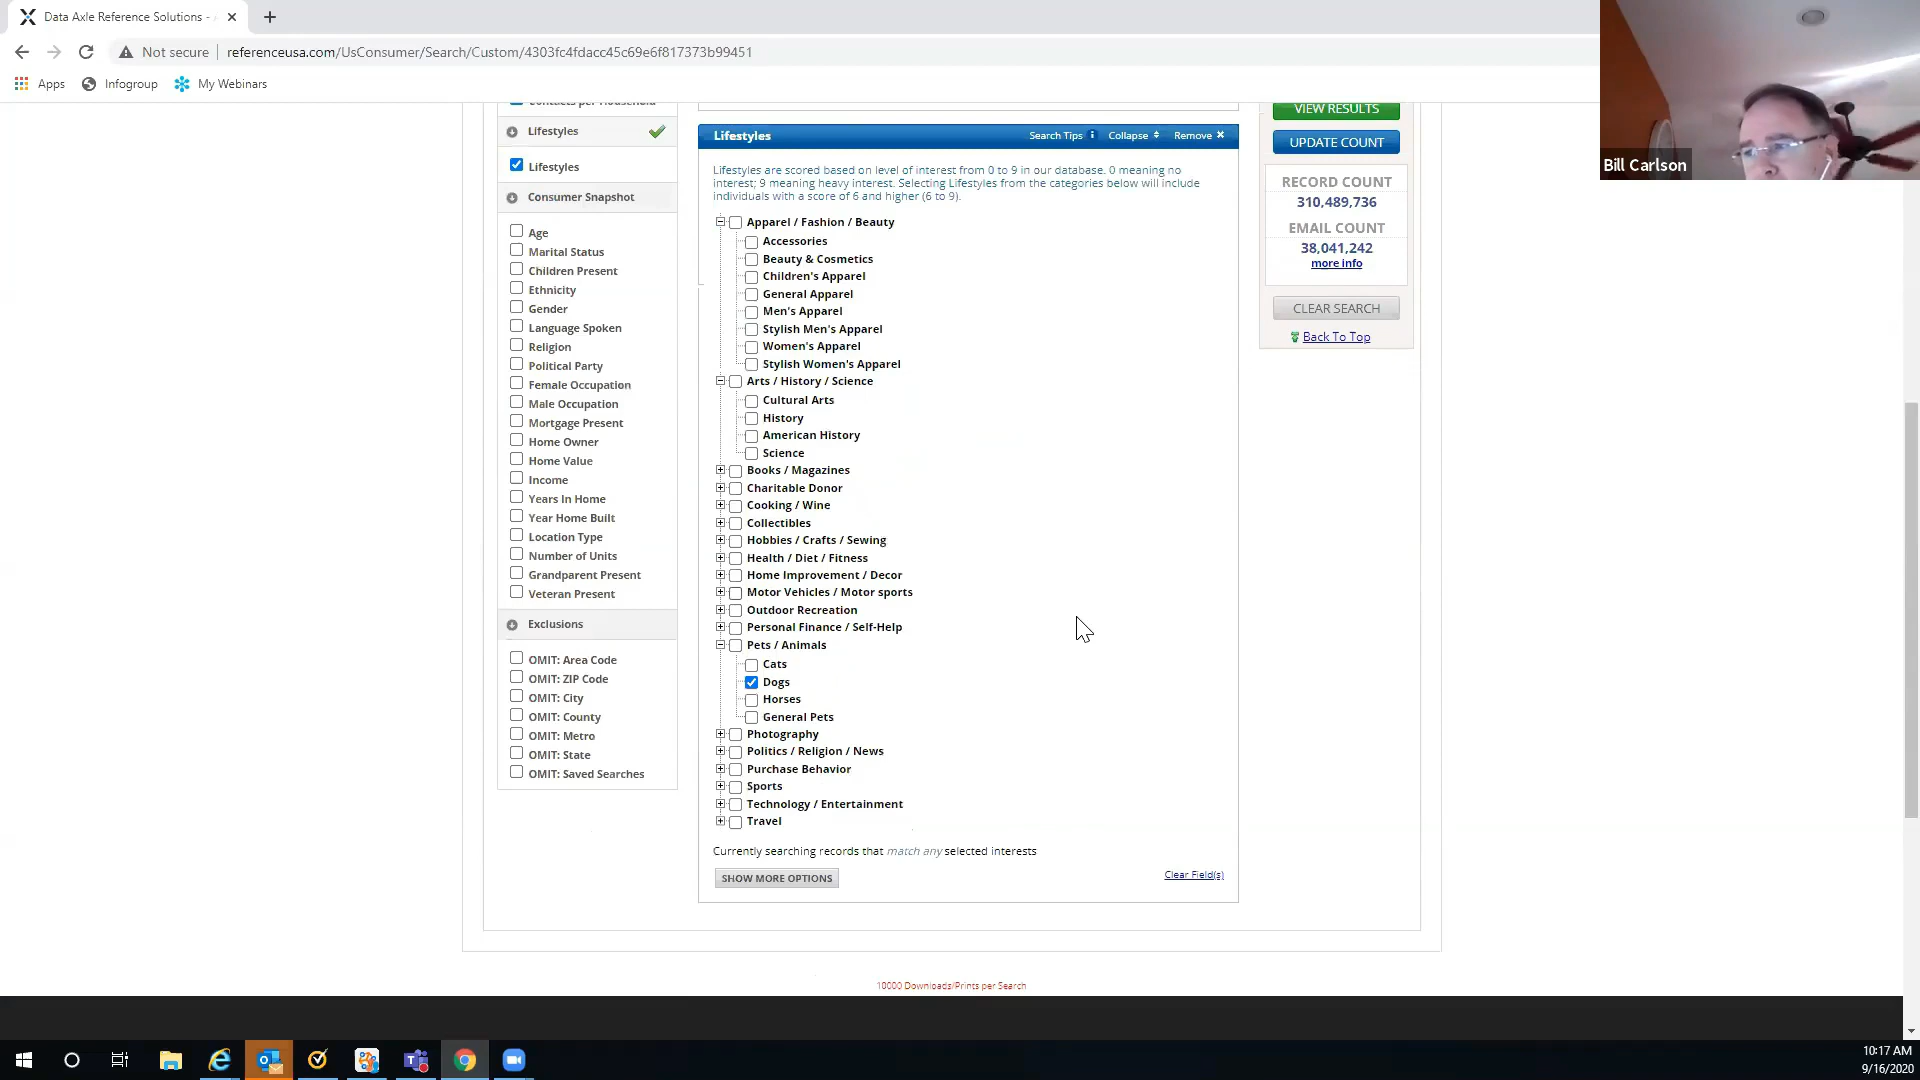 Data Axle Reference Solutions -
Not secure
referenceusa.com/UsConsumer/Search/Custom/4303fc4fdacc45c69e6f817373b99451
Apps
Infogroup
My Webinars
Bill Carlson
Contacts per Household
Lifestyles
Lifestyles
Consumer Snapshot
Age
Marital Status
Children Present
Ethnicity
Gender
Language Spoken
Religion
Political Party
Female Occupation
Male Occupation
Mortgage Present
Home Owner
Home Value
Income
Years In Home
Year Home Built
Location Type
Number of Units
Grandparent Present
Veteran Present
Exclusions
OMIT: Area Code
OMIT: ZIP Code
OMIT: City
OMIT: County
OMIT: Metro
OMIT: State
OMIT: Saved Searches
Lifestyles
Search Tips
Collapse
Remove
Lifestyles are scored based on level of interest from 0 to 9 in our database. 0 meaning no
interest; 9 meaning heavy interest. Selecting Lifestyles from the categories below will include
individuals with a score of 6 and higher (6 to 9).
Apparel / Fashion / Beauty
Accessories
Beauty & Cosmetics
Children's Apparel
General Apparel
Men's Apparel
Stylish Men's Apparel
Women's Apparel
Stylish Women's Apparel
Arts / History / Science
Cultural Arts
History
American History
Science
Books / Magazines
Charitable Donor
Cooking / Wine
Collectibles
Hobbies / Crafts / Sewing
Health / Diet / Fitness
Home Improvement / Decor
Motor Vehicles / Motor sports
Outdoor Recreation
Personal Finance / Self-Help
Pets / Animals
Cats
Dogs
Horses
General Pets
Photography
Politics / Religion / News
Purchase Behavior
Sports
Technology / Entertainment
Travel
Currently searching records that match any selected interests
SHOW MORE OPTIONS
Clear Field(s)
VIEW RESULTS
UPDATE COUNT
RECORD COUNT
310,489,736
EMAIL COUNT
38,041,242
more info
CLEAR SEARCH
Back To Top
10000 Downloads/Prints per Search
10:17 AM
9/16/2020